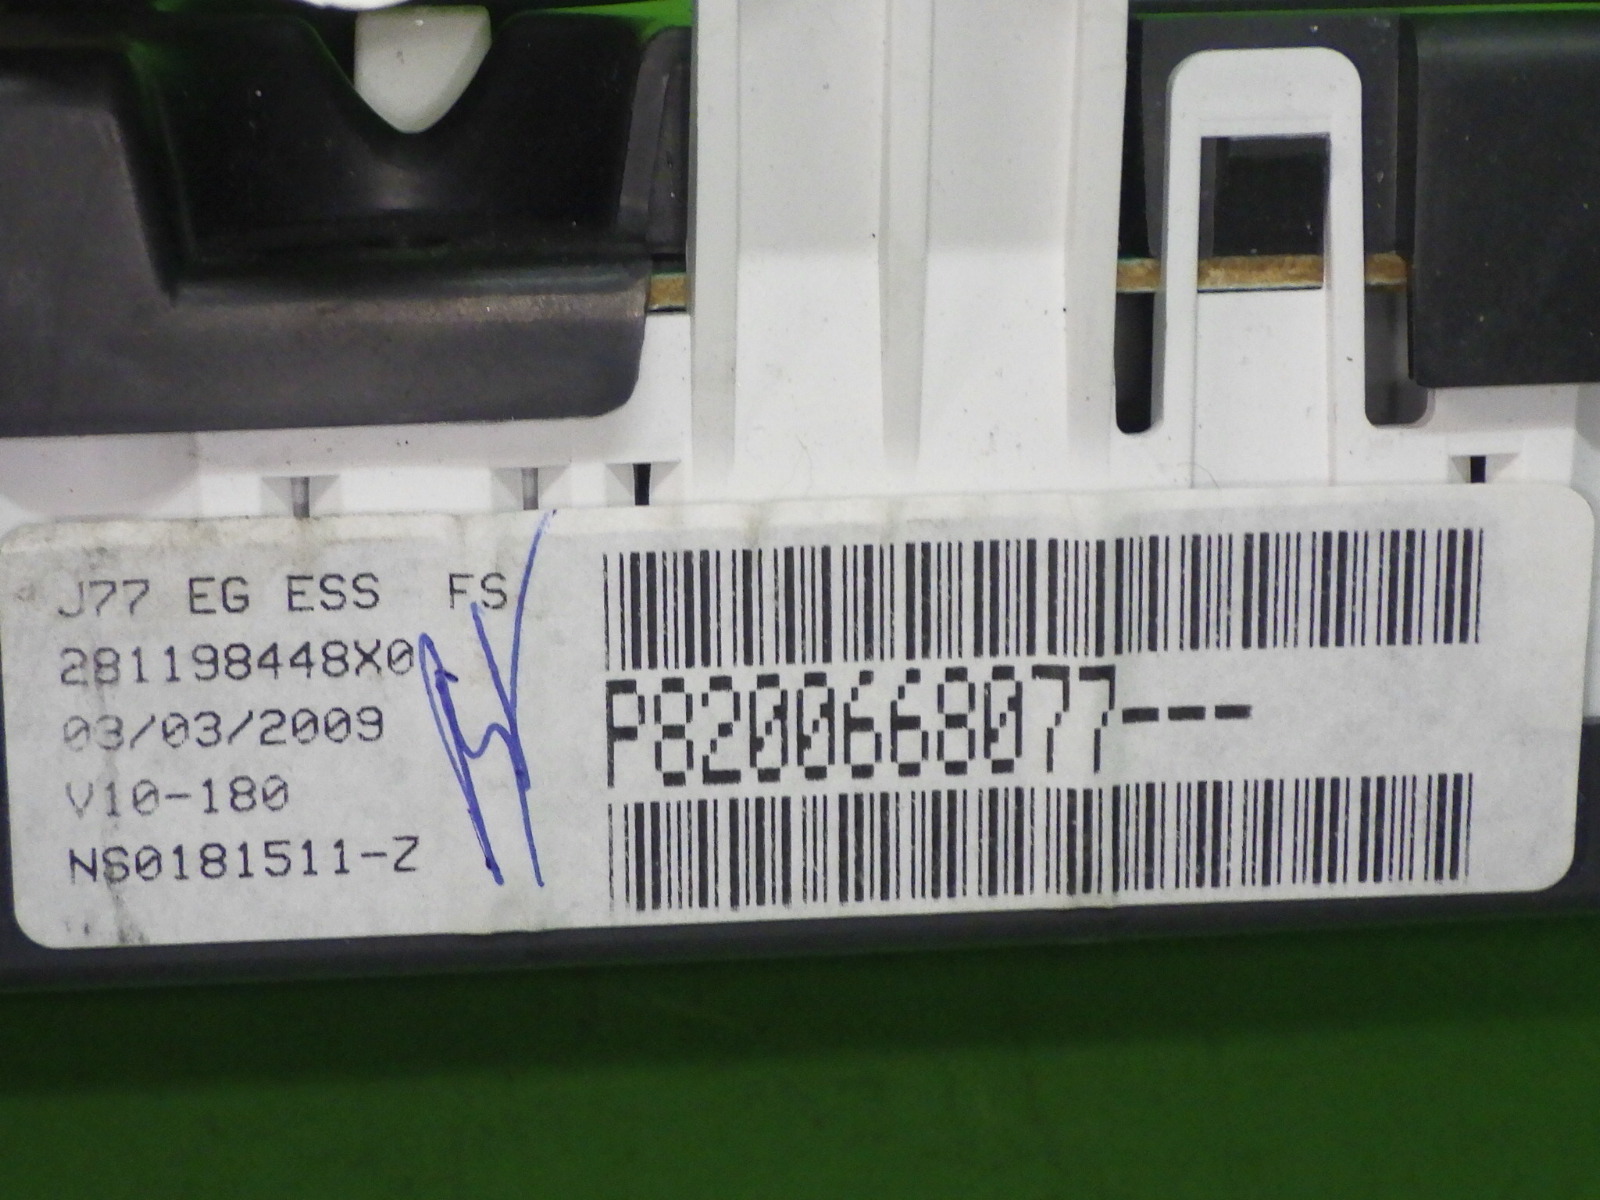 J77 EG ESS FS
281198448X0
03/03/2009
V10-180
NS0181511-Z
P8200668077---